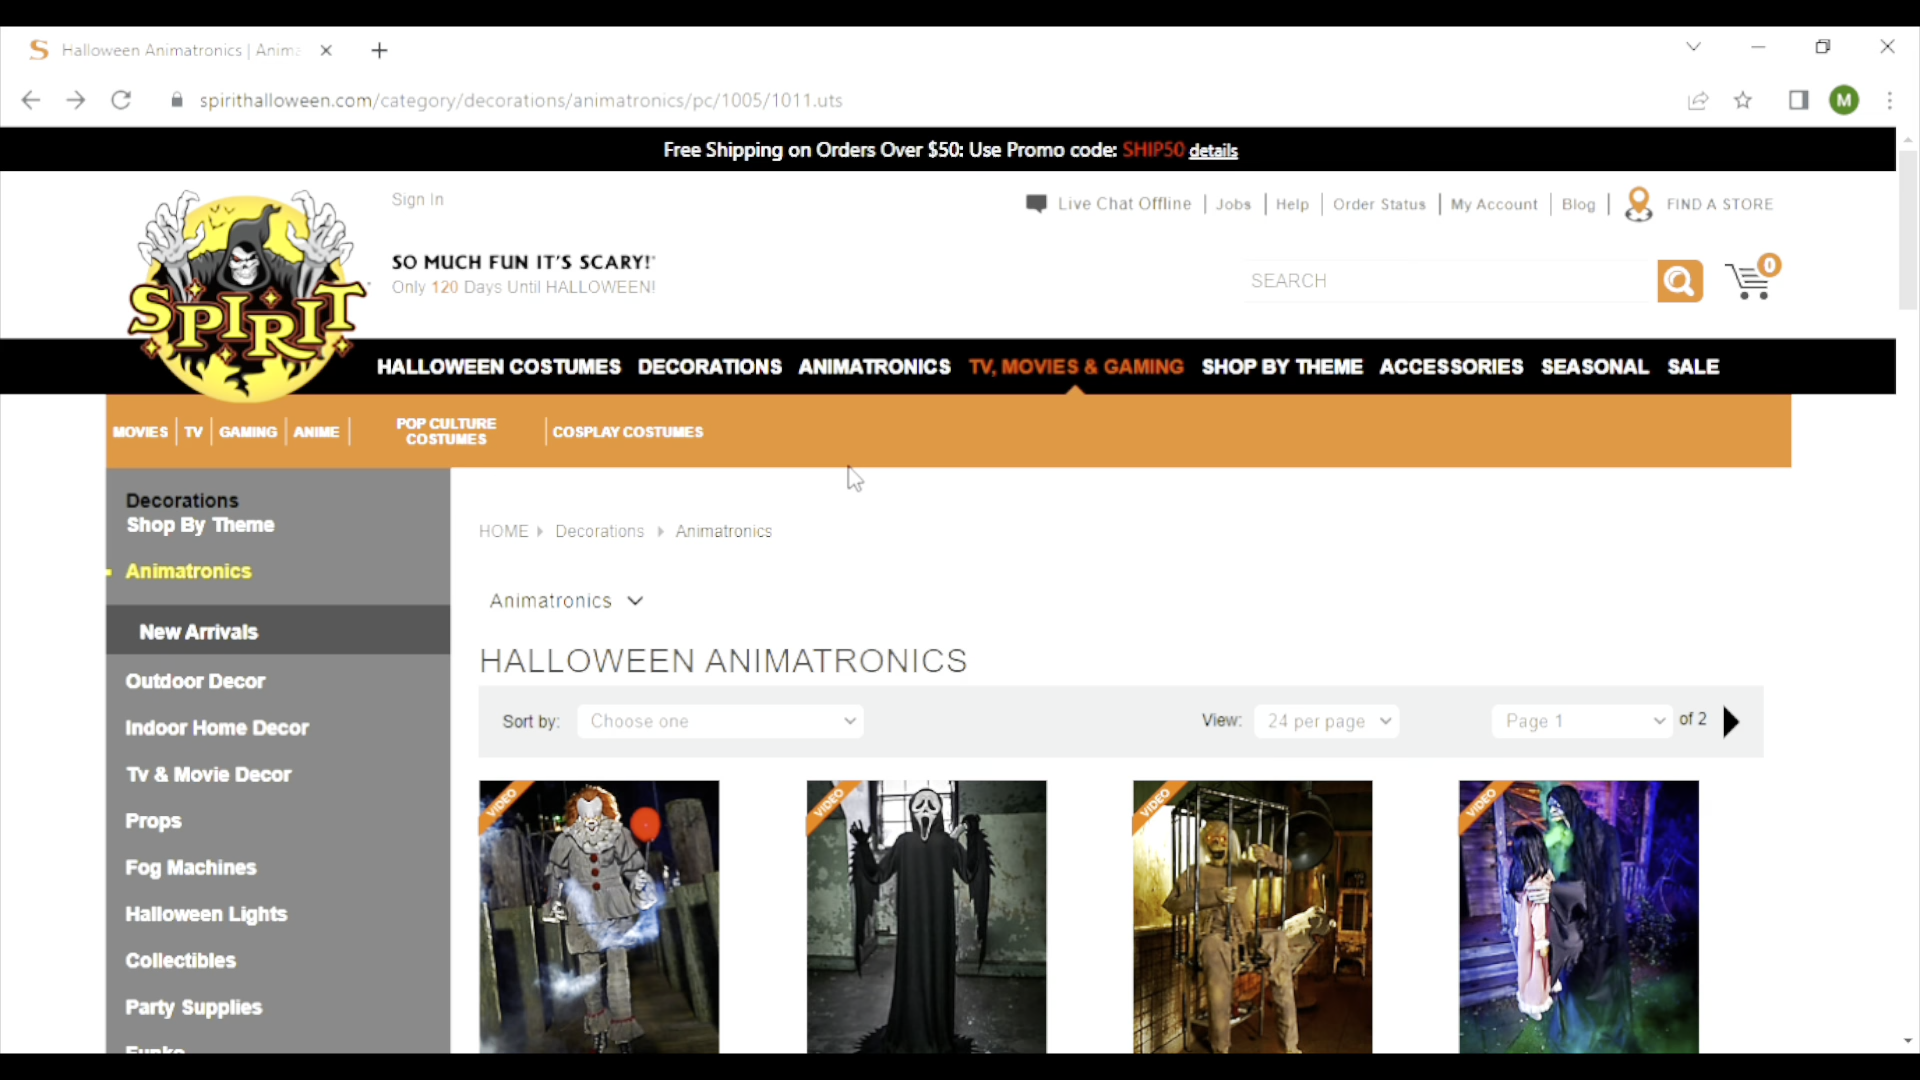 Halloween Animatronics | Anima
spirithalloween.com/category/decorations/animatronics/pc/1005/1011.uts
M
Free Shipping on Orders Over $50: Use Promo code: SHIP50 details
Sign In
Live Chat Offline | Jobs | Help | Order Status | My Account | Blog | FIND A STORE
SPIRIT
SO MUCH FUN IT'S SCARY!
Only 120 Days Until HALLOWEEN!
SEARCH
0
HALLOWEEN COSTUMES DECORATIONS ANIMATRONICS TV, MOVIES & GAMING SHOP BY THEME ACCESSORIES SEASONAL SALE
MOVIES | TV | GAMING | ANIME | POP CULTURE COSTUMES | COSPLAY COSTUMES
Decorations
Shop By Theme
Animatronics
New Arrivals
Outdoor Decor
Indoor Home Decor
Tv & Movie Decor
Props
Fog Machines
Halloween Lights
Collectibles
Party Supplies
Funko
HOME Decorations Animatronics
Animatronics
HALLOWEEN ANIMATRONICS
Sort by: Choose one View: 24 per page Page 1 of 2
VIDEO VIDEO VIDEO VIDEO